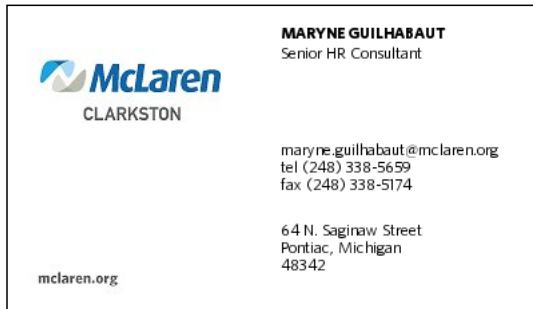 McLaren
CLARKSTON
mclaren.org
MARYNE GUILHABAUT
Senior HR Consultant
maryne.guilhabaut@mclaren.org
tel (248) 338-5659
fax (248) 338-5174
64 N. Saginaw Street
Pontiac, Michigan
48342